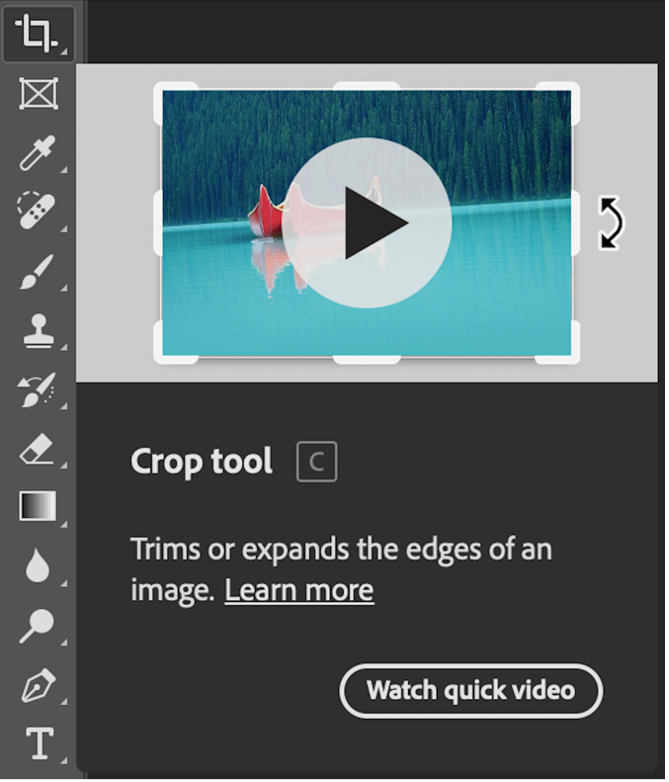 Crop tool C
Trims or expands the edges of an
image. Learn more
Watch quick video
T